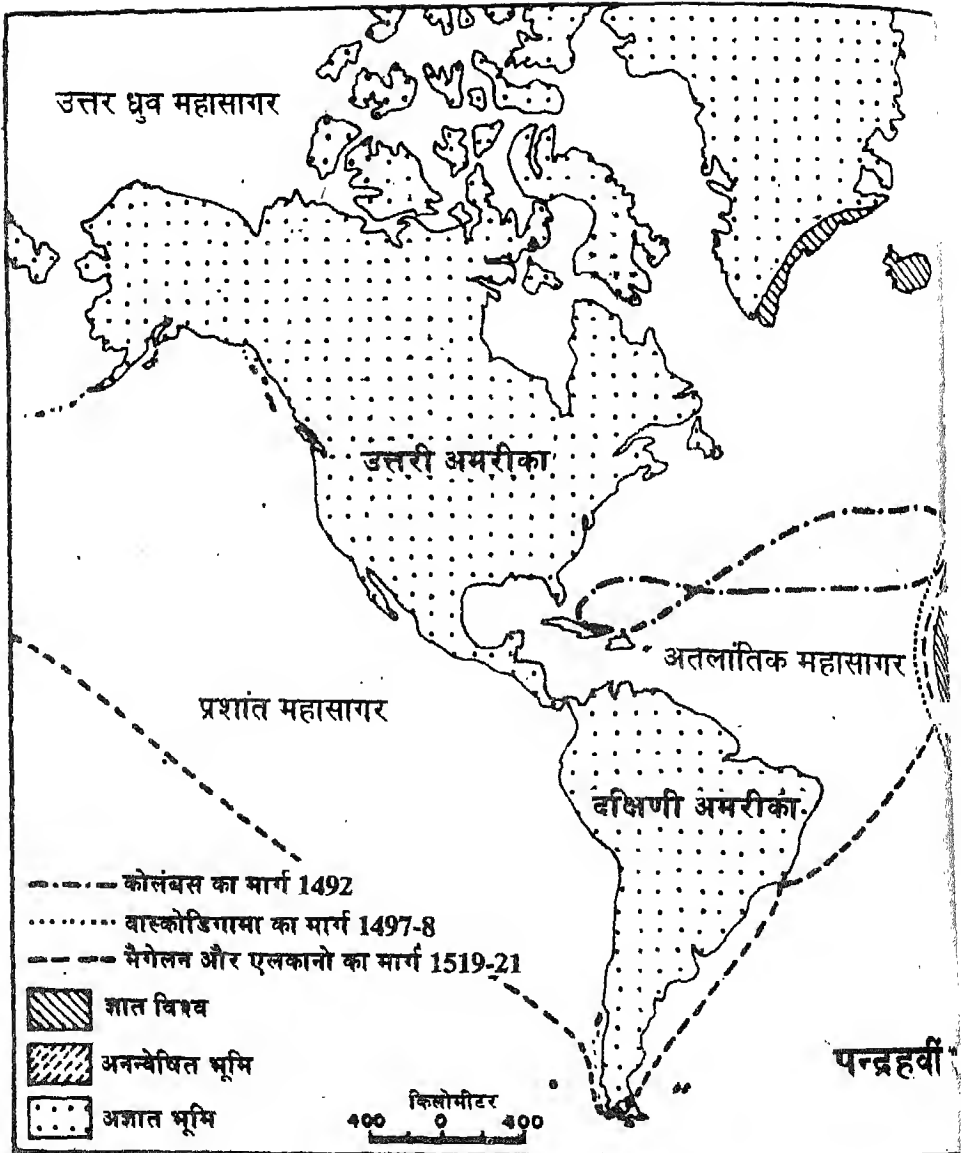 उत्तर ध्रुव महासागर
उत्तरी अमरीका
अतलांतिक महासागर
प्रशांत महासागर
दक्षिणी अमरीका
कोलंबस का मार्ग 1492
वास्कोडिगामा का मार्ग 1497-8
मैगेलन और एलकानो का मार्ग 1519-21
ज्ञात विश्व
अनन्वेषित भूमि
अज्ञात भूमि
पन्द्रहवीं
किलोमीटर
400 0 400